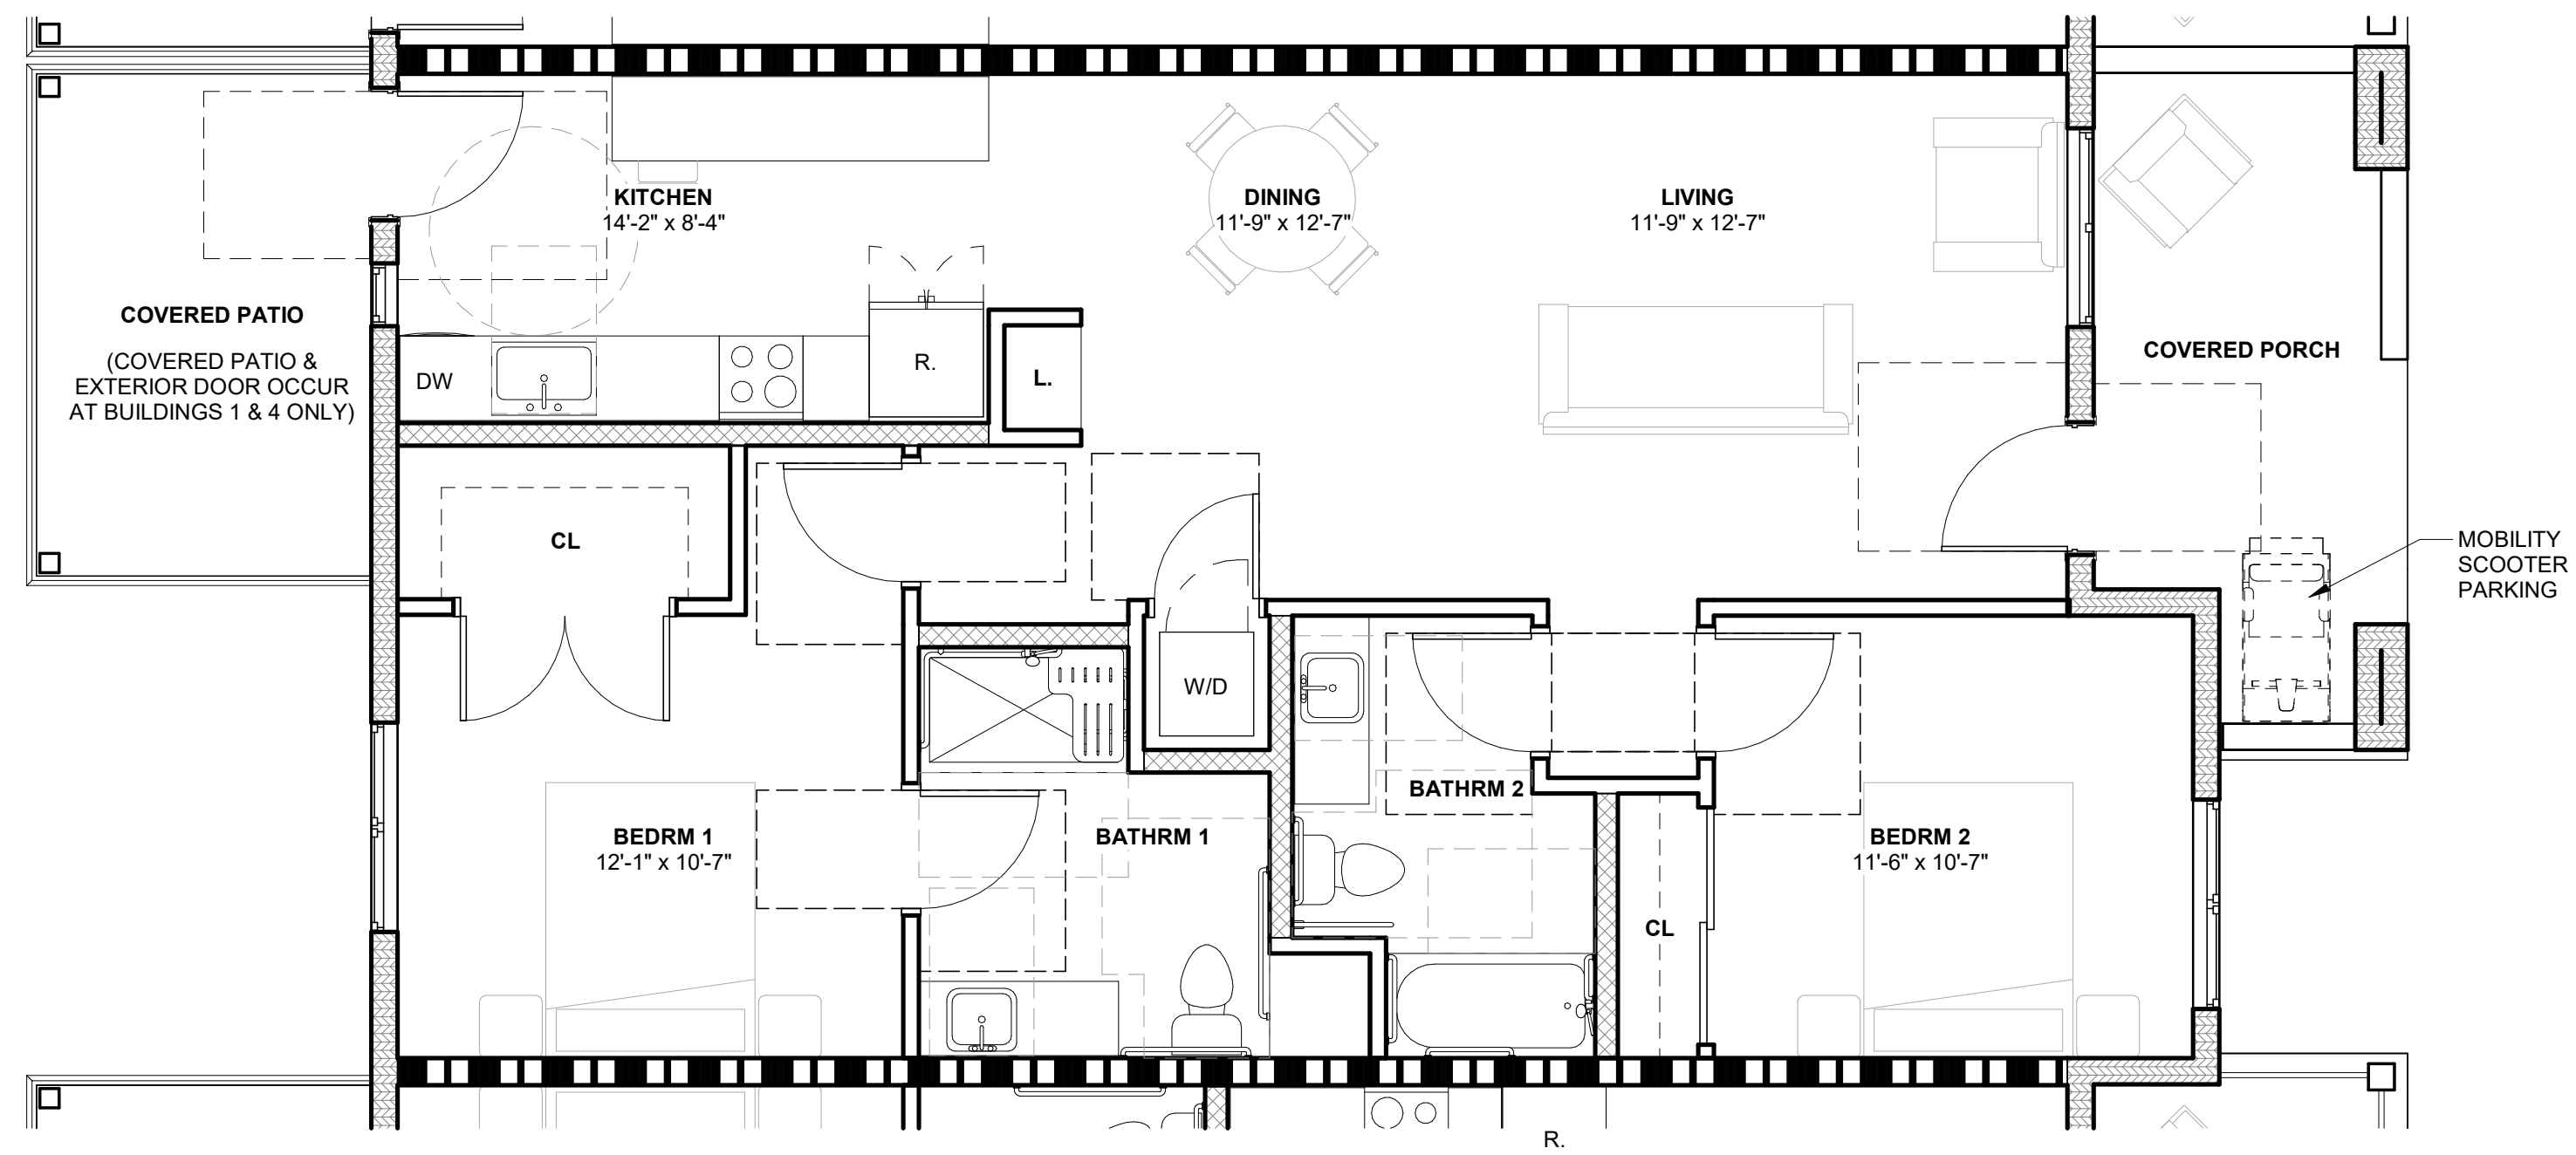 KITCHEN
14'-2" x 8'-4"
DINING
11'-9" x 12'-7"
LIVING
11'-9" x 12'-7"
COVERED PATIO
(COVERED PATIO &
EXTERIOR DOOR OCCUR
AT BUILDINGS 1 & 4 ONLY)
COVERED PORCH
DW
R.
L.
CL
MOBILITY
SCOOTER
PARKING
W/D
BATHRM 2
BEDRM 1
12'-1" x 10'-7"
BATHRM 1
BEDRM 2
11'-6" x 10'-7"
CL
R.